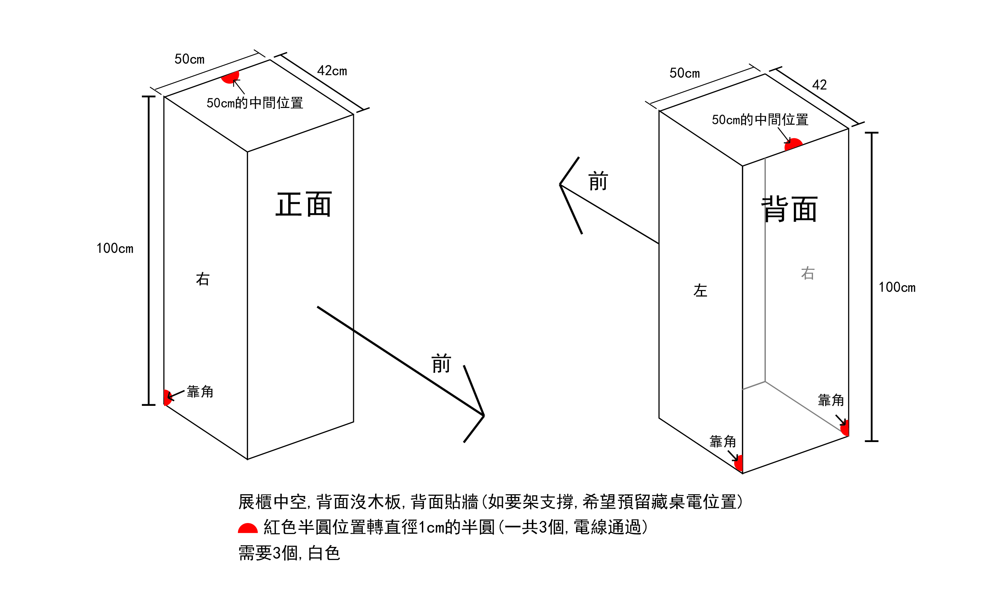 50cm
42cm
50cm的中間位置
100cm
正面
右
前
靠角
50cm
42
50cm的中間位置
前
背面
右
左
100cm
靠角
靠角
展櫃中空,背面沒木板,背面貼牆(如要架支撐,希望預留藏桌電位置)
紅色半圓位置轉直徑1cm的半圓(一共3個,電線通過)
需要3個,白色